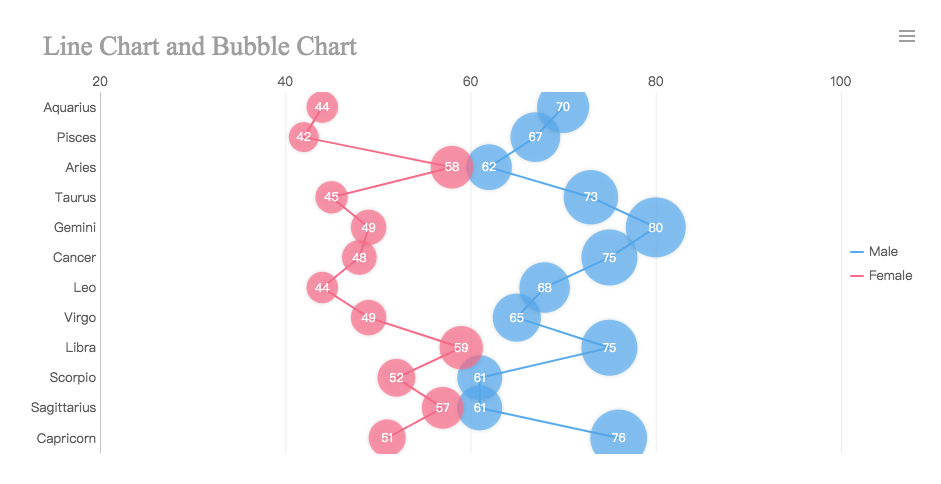 Line Chart and Bubble Chart
20 40 60 80 100
Aquarius 44 70
Pisces 42 67
Aries 58 62
Taurus 45 73
Gemini 49 80
Cancer 48 75
Male
Female
Leo 44 68
Virgo 49 65
Libra 59 75
Scorpio 52 61
Sagittarius 57 61
Capricorn 51 76